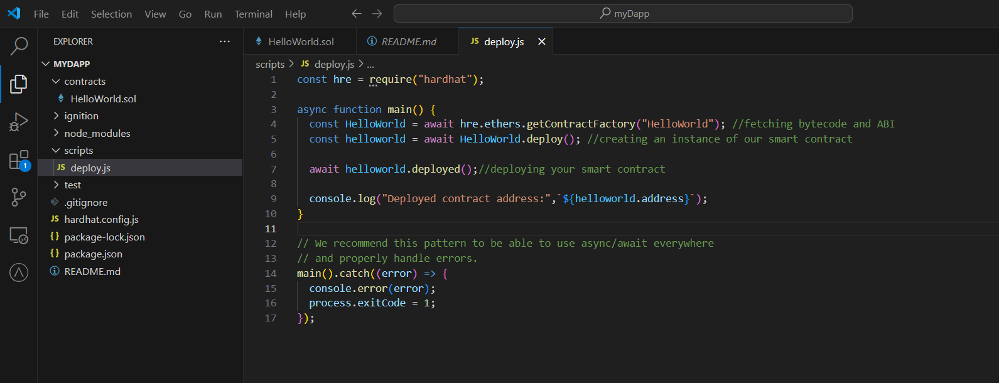 File Edit Selection View Go Run Terminal Help
myDapp
EXPLORER
MYDAPP
contracts
HelloWorld.sol
ignition
node_modules
scripts
JS deploy.js
test
.gitignore
JS hardhat.config.js
{} package-lock.json
{} package.json
README.md
1
HelloWorld.sol
README.md
JS deploy.js
scripts > JS deploy.js > ...
1 const hre = require("hardhat");
2
3 async function main() {
4 const HelloWorld = await hre.ethers.getContractFactory("HelloWorld"); //fetching bytecode and ABI
5 const helloworld = await HelloWorld.deploy(); //creating an instance of our smart contract
6
7 await helloworld.deployed();//deploying your smart contract
8
9 console.log("Deployed contract address:",`${helloworld.address}`);
10 }
11
12 // We recommend this pattern to be able to use async/await everywhere
13 // and properly handle errors.
14 main().catch((error) => {
15 console.error(error);
16 process.exitCode = 1;
17 });